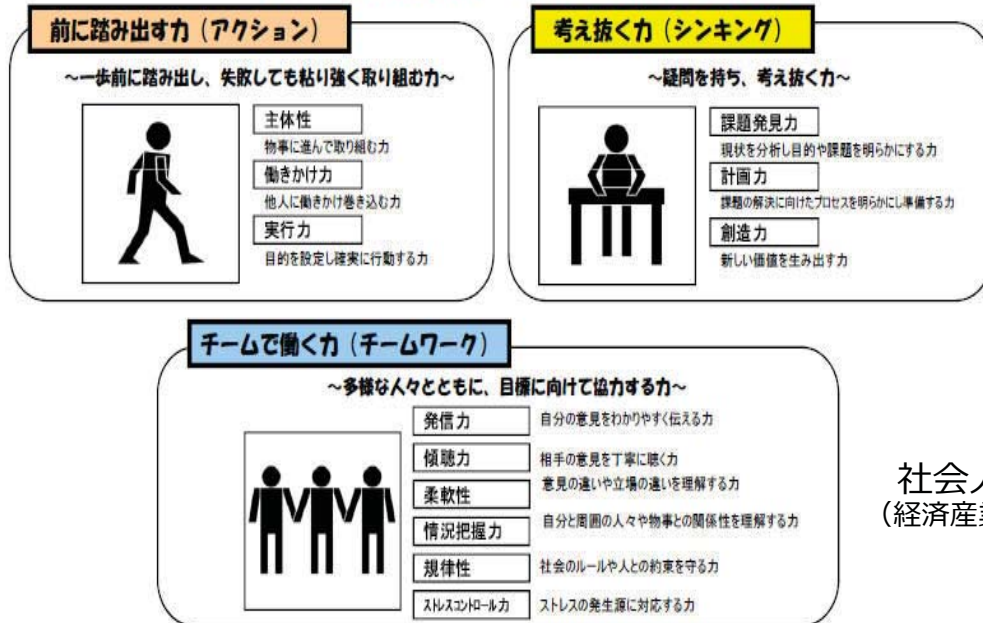 前に踏み出す力（アクション）
～一歩前に踏み出し、失敗しても粘り強く取り組む力～
主体性
物事に進んで取り組む力
働きかけ力
他人に働きかけ巻き込む力
実行力
目的を設定し確実に行動する力
考え抜く力（シンキング）
～疑問を持ち、考え抜く力～
課題発見力
現状を分析し目的や課題を明らかにする力
計画力
課題の解決に向けたプロセスを明らかにし準備する力
創造力
新しい価値を生み出す力
チームで働く力（チームワーク）
～多様な人々とともに、目標に向けて協力する力～
発信力
自分の意見をわかりやすく伝える力
傾聴力
相手の意見を丁寧に聴く力
柔軟性
意見の違いや立場の違いを理解する力
情況把握力
自分と周囲の人々や物事との関係性を理解する力
規律性
社会のルールや人との約束を守る力
ストレスコントロール力
ストレスの発生源に対応する力
社会
（経済産